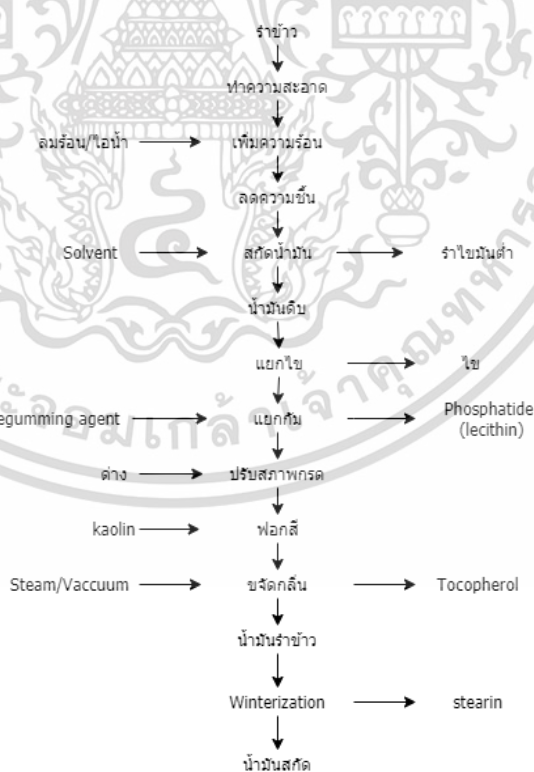 รำข้าว
ทำความสะอาด
ลมร้อน/ไอน้ำ เพิ่มความร้อน
ลดความชื้น
Solvent สกัดน้ำมัน รำไขมันต่ำ
น้ำมันดิบ
แยกไข ไข
egumming agent แยกกัม Phosphatide
(lecithin)
ด่าง ปรับสภาพกรด
kaolin ฟอกสี
Steam/Vaccuum ขจัดกลิ่น Tocopherol
น้ำมันรำข้าว
Winterization stearin
น้ำมันสกัด